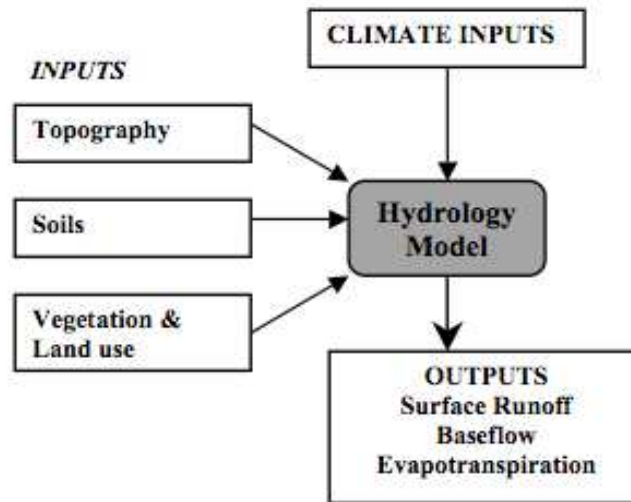 CLIMATE INPUTS
INPUTS
Topography
Soils
Vegetation &
Land use
Hydrology
Model
OUTPUTS
Surface Runoff
Baseflow
Evapotranspiration